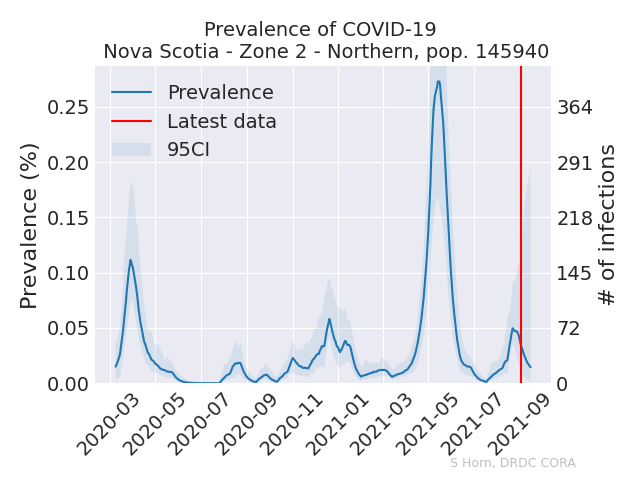 Prevalence of COVID-19
Nova Scotia - Zone 2 - Northern, pop. 145940
Prevalence
Latest data
95CI
Prevalence (%)
0.25
0.20
0.15
0.10
0.05
0.00
364
291
218
145
72
0
# of infections
2020-03
2020-05
2020-07
2020-09
2020-11
2021-01
2021-03
2021-05
2021-07
2021-09
S Horn, DRDC CORA